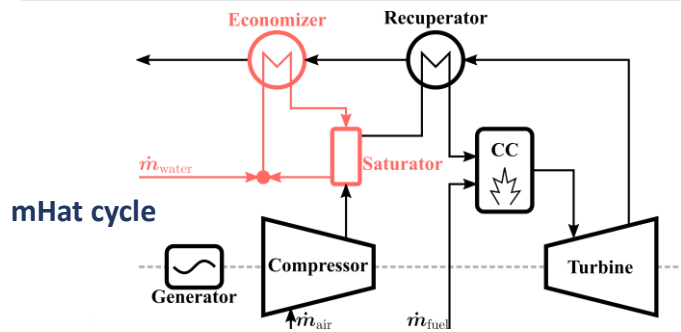 Economizer
Recuperator
CC
ṁwater
Saturator
mHat cycle
Compressor
Turbine
Generator
ṁair
ṁfuel